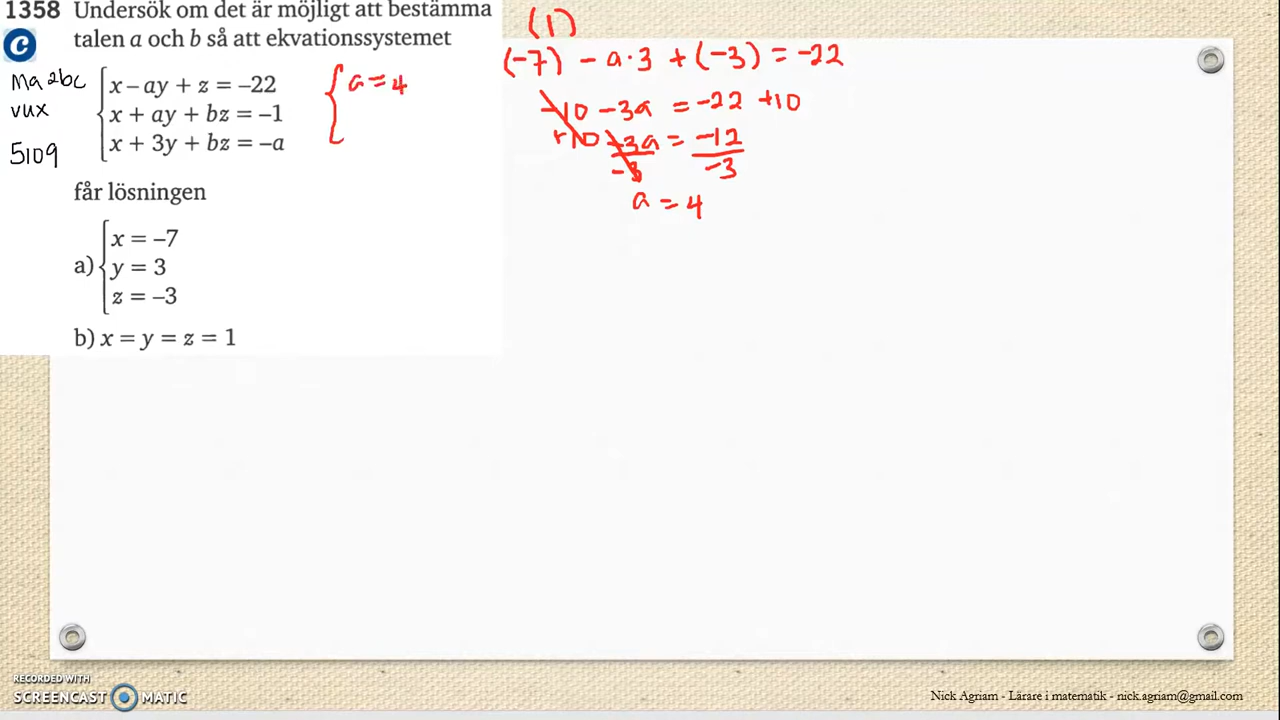 1358 Undersök om det är möjligt att bestämma
talen a och b så att ekvationssystemet
Ma2bc
vux
5109
x – ay + z = –22
x + ay + bz = –1
x + 3y + bz = –a
a = 4
får lösningen
a)
x = –7
y = 3
z = –3
b) x = y = z = 1
(1)
(-7) - a·3 + (-3) = -22
-10 - 3a = -22 +10
+10 -3a = -12
-3 -3
a = 4
RECORDED WITH
SCREENCAST MATIC
Nick Agriam - Lärare i matematik - nick.agriam@gmail.com